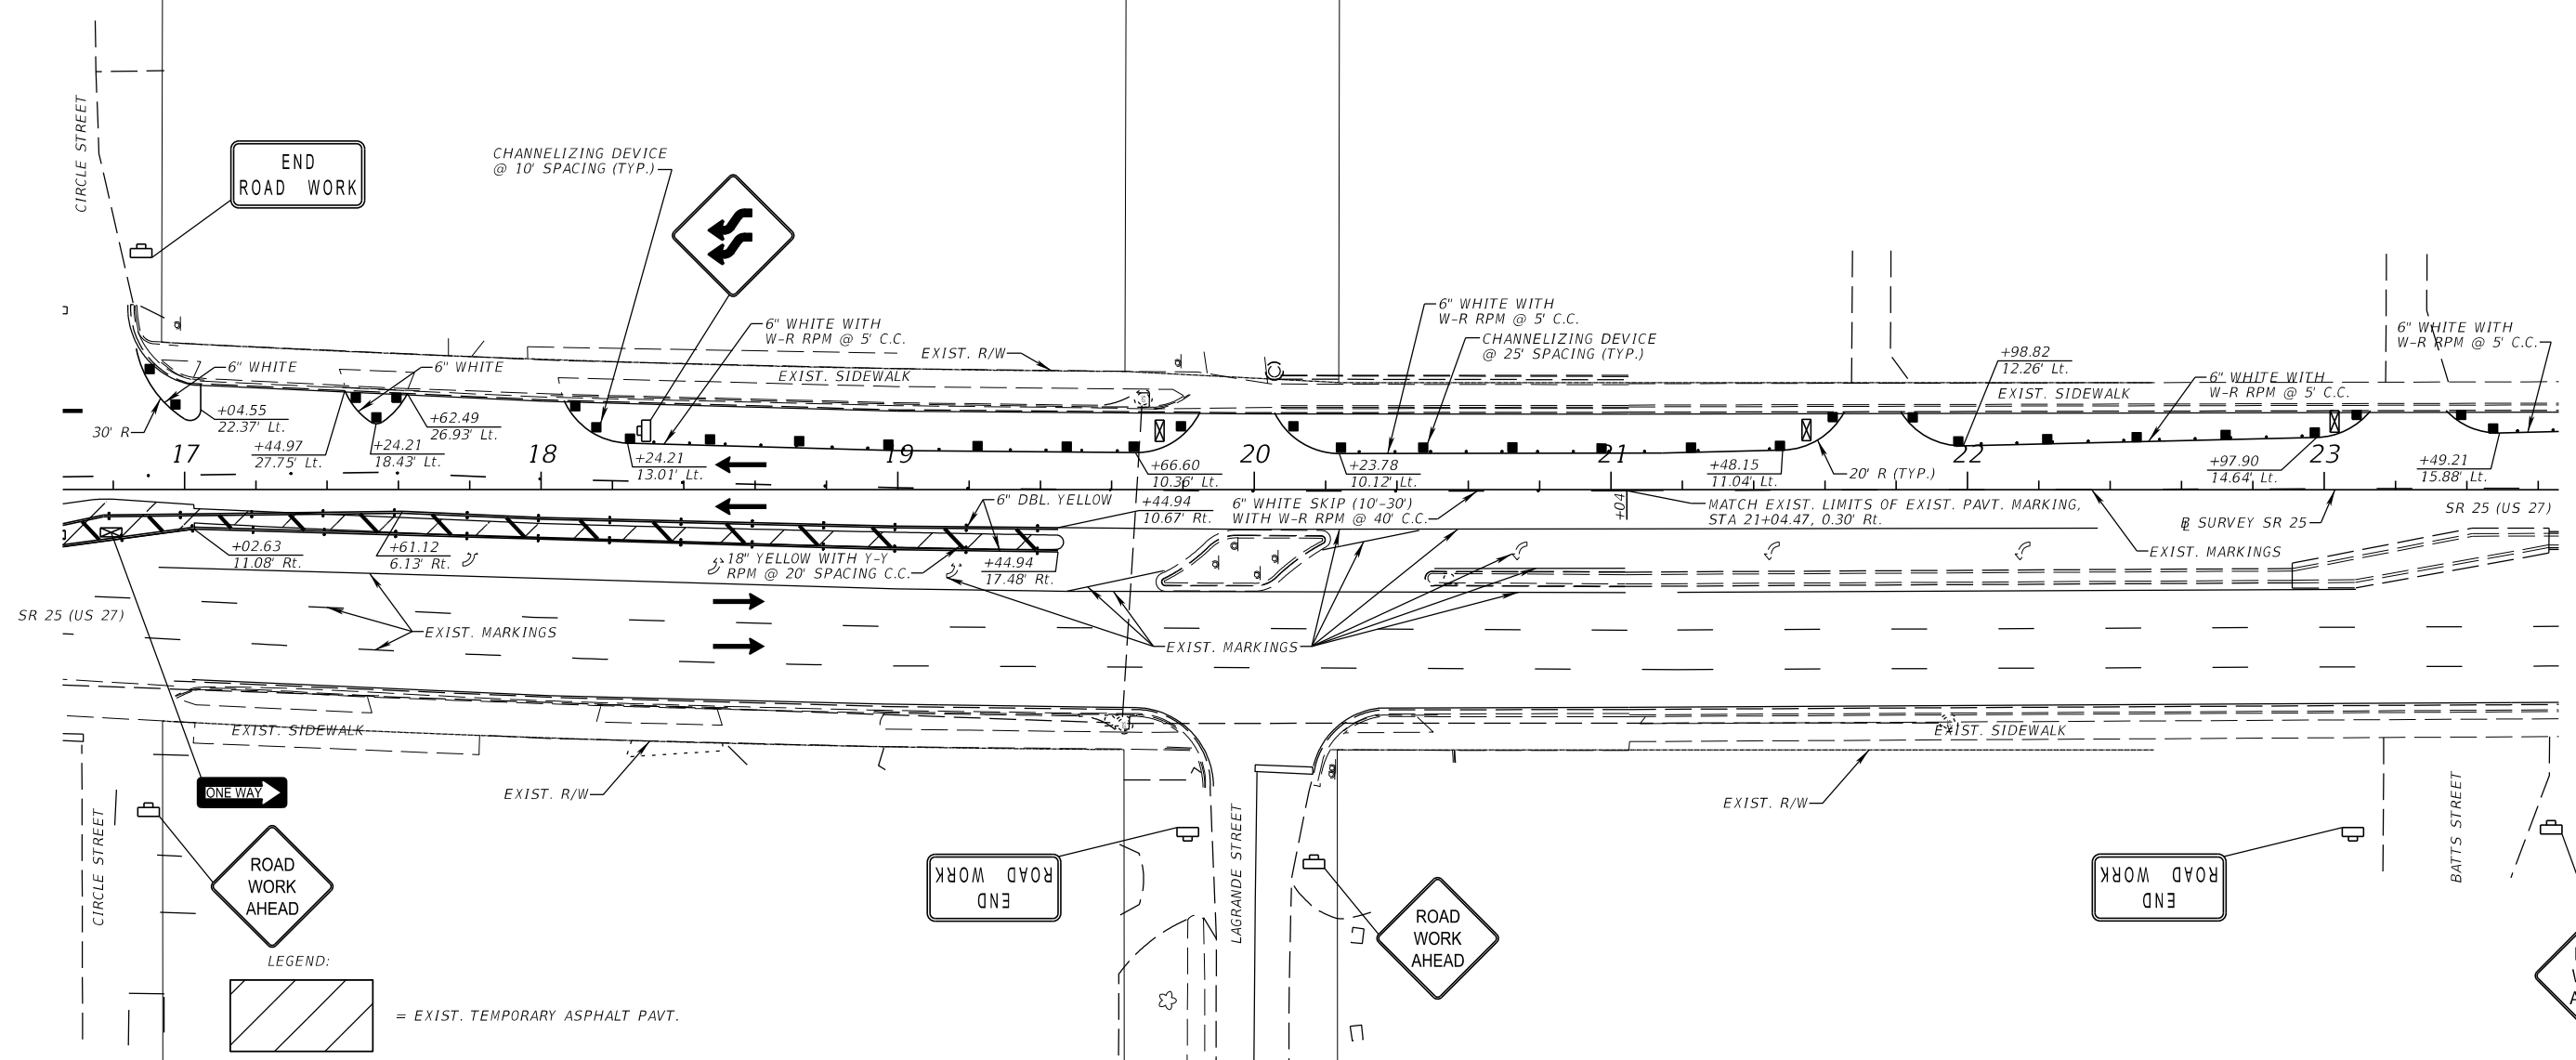 CIRCLE STREET
END
ROAD WORK
CHANNELIZING DEVICE
@ 10' SPACING (TYP.)
6" WHITE WITH
W-R RPM @ 5' C.C.
EXIST. R/W
EXIST. SIDEWALK
6" WHITE
6" WHITE
30' R
+04.55
22.37' Lt.
+44.97
27.75' Lt.
+24.21
18.43' Lt.
+62.49
26.93' Lt.
+24.21
13.01' Lt.
6" WHITE WITH
W-R RPM @ 5' C.C.
CHANNELIZING DEVICE
@ 25' SPACING (TYP.)
+98.82
12.26' Lt.
EXIST. SIDEWALK
6" WHITE WITH
W-R RPM @ 5' C.C.
6" WHITE WITH
W-R RPM @ 5' C.C.
17
18
19
20
21
22
23
+66.60
10.36' Lt.
+23.78
10.12' Lt.
+48.15
11.04' Lt.
20' R (TYP.)
+97.90
14.64' Lt.
+49.21
15.88' Lt.
6" DBL. YELLOW
+44.94
10.67' Rt.
6" WHITE SKIP (10'-30')
WITH W-R RPM @ 40' C.C.
+04
MATCH EXIST. LIMITS OF EXIST. PAVT. MARKING,
STA 21+04.47, 0.30' Rt.
℄ SURVEY SR 25
SR 25 (US 27)
EXIST. MARKINGS
+02.63
11.08' Rt.
+61.12
6.13' Rt.
18" YELLOW WITH Y-Y
RPM @ 20' SPACING C.C.
+44.94
17.48' Rt.
SR 25 (US 27)
EXIST. MARKINGS
EXIST. MARKINGS
EXIST. SIDEWALK
EXIST. SIDEWALK
EXIST. R/W
EXIST. R/W
ONE WAY
CIRCLE STREET
ROAD
WORK
AHEAD
END
ROAD WORK
LAGRANDE STREET
ROAD
WORK
AHEAD
END
ROAD WORK
BATTS STREET
LEGEND:
= EXIST. TEMPORARY ASPHALT PAVT.